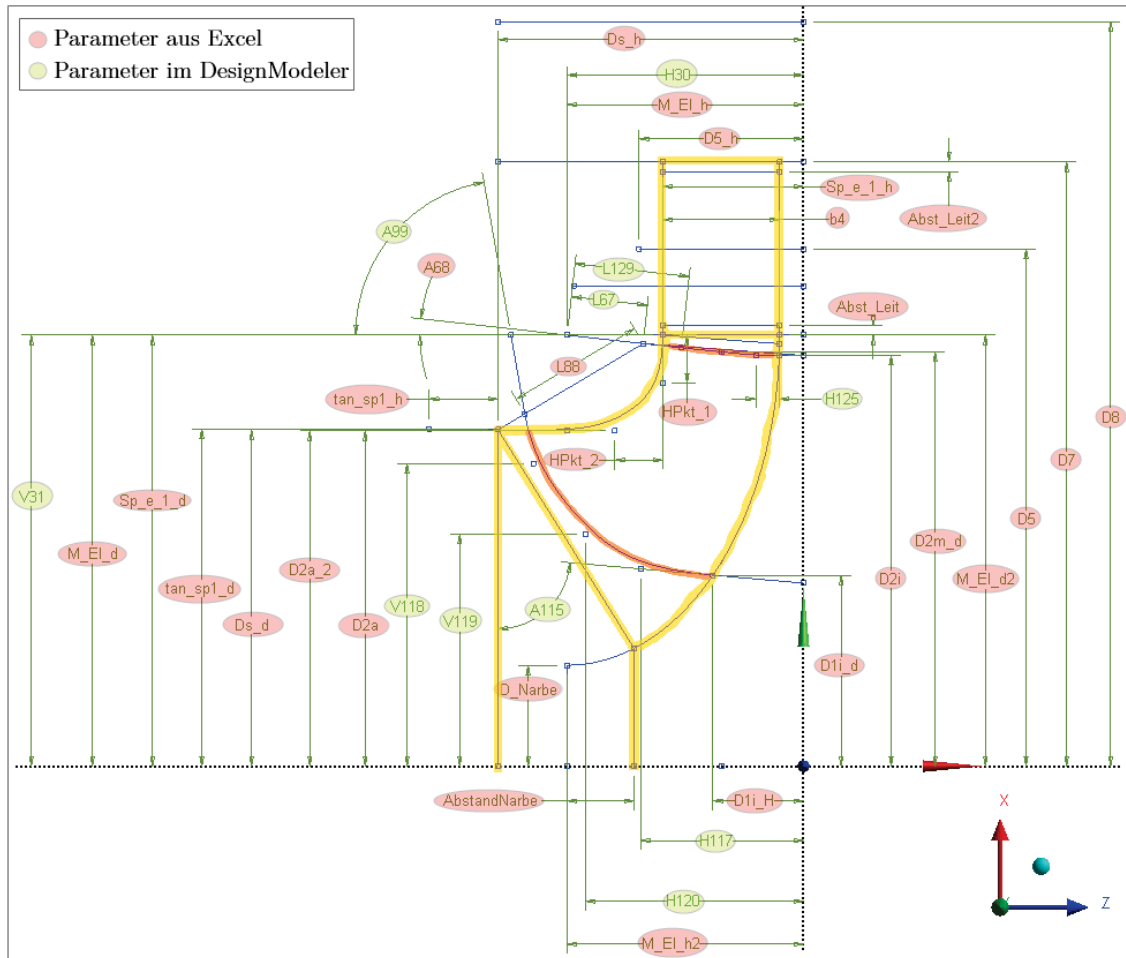 Parameter aus Excel
Parameter im DesignModeler
Ds_h
H30
M_El_h
D5_h
Sp_e_1_h
Abst_Leit2
b4
A99
A68
L129
L67
Abst_Leit
L88
tan_sp1_h
HPkt_1
H125
D8
HPkt_2
D7
V31
Sp_e_1_d
D5
M_El_d
D2a_2
D2m_d
tan_sp1_d
D2i
M_El_d2
Ds_d
D2a
V118
V119
A115
D1i_d
D_Narbe
AbstandNarbe
D1i_H
H117
X
H120
Z
M_El_h2